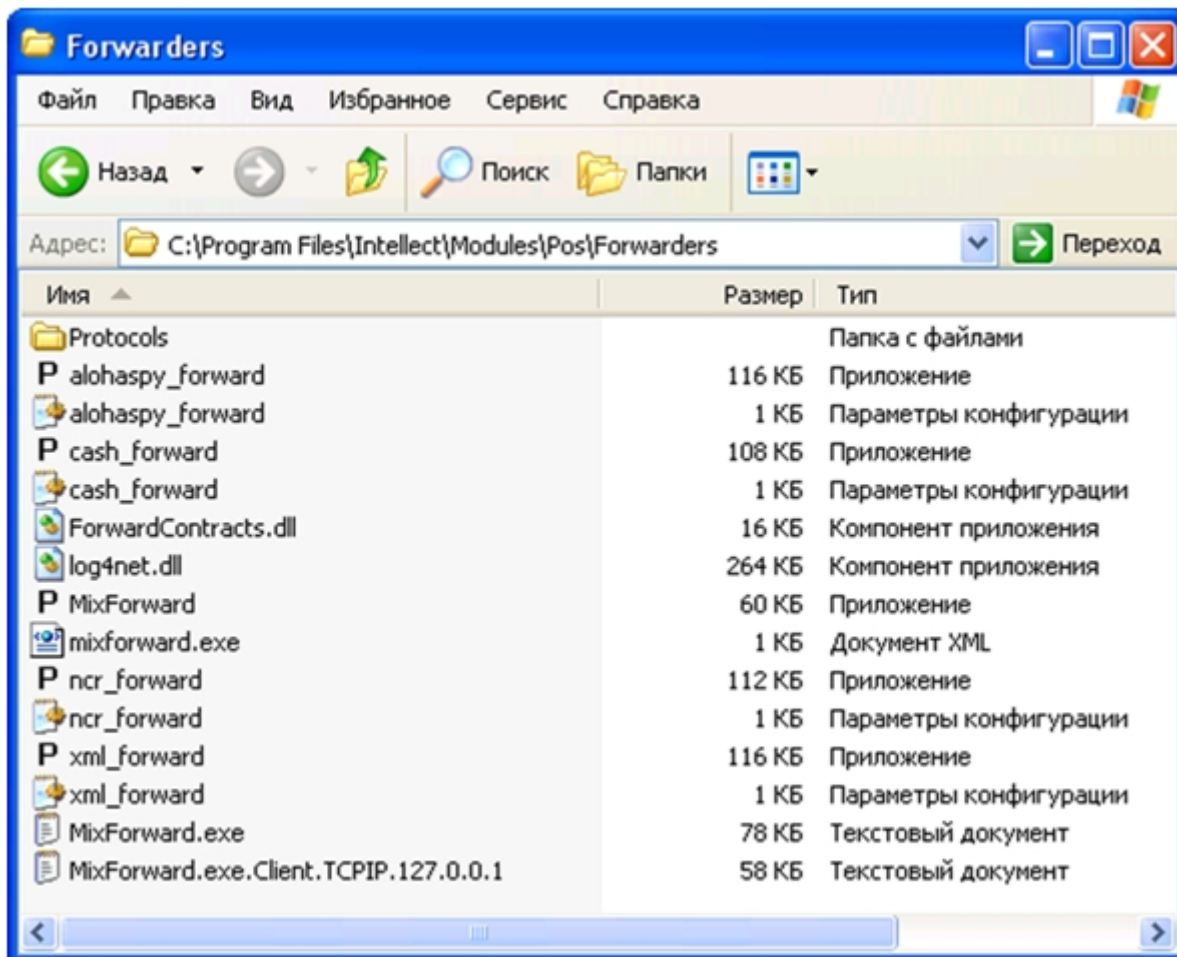 Forwarders
Файл Правка Вид Избранное Сервис Справка
Назад Поиск Папки
Адрес: C:\Program Files\Intellect\Modules\Pos\Forwarders Переход
Имя Размер Тип
Protocols Папка с файлами
alohaspy_forward 116 КБ Приложение
alohaspy_forward 1 КБ Параметры конфигурации
cash_forward 108 КБ Приложение
cash_forward 1 КБ Параметры конфигурации
ForwardContracts.dll 16 КБ Компонент приложения
log4net.dll 264 КБ Компонент приложения
MixForward 60 КБ Приложение
mixforward.exe 1 КБ Документ XML
ncr_forward 112 КБ Приложение
ncr_forward 1 КБ Параметры конфигурации
xml_forward 116 КБ Приложение
xml_forward 1 КБ Параметры конфигурации
MixForward.exe 78 КБ Текстовый документ
MixForward.exe.Client.TCPIP.127.0.0.1 58 КБ Текстовый документ